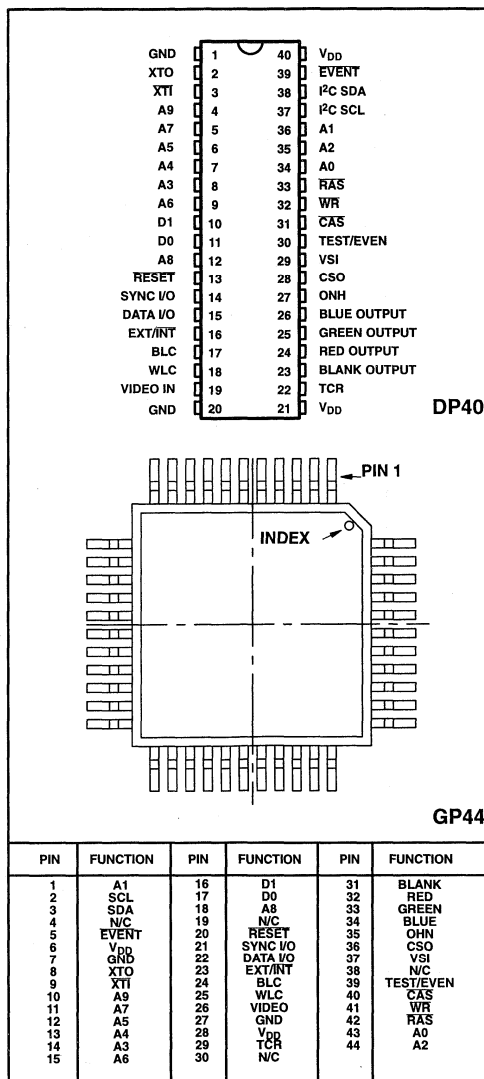 GND 1 40 VDD
XTO 2 39 EVENT
XTI 3 38 I²C SDA
A9 4 37 I²C SCL
A7 5 36 A1
A5 6 35 A2
A4 7 34 A0
A3 8 33 RAS
A6 9 32 WR
D1 10 31 CAS
D0 11 30 TEST/EVEN
A8 12 29 VSI
RESET 13 28 CSO
SYNC I/O 14 27 ONH
DATA I/O 15 26 BLUE OUTPUT
EXT/INT 16 25 GREEN OUTPUT
BLC 17 24 RED OUTPUT
WLC 18 23 BLANK OUTPUT
VIDEO IN 19 22 TCR
GND 20 21 VDD
DP40
PIN 1
INDEX
GP44
PIN FUNCTION PIN FUNCTION PIN FUNCTION
1 A1 16 D1 31 BLANK
2 SCL 17 D0 32 RED
3 SDA 18 A8 33 GREEN
4 N/C 19 N/C 34 BLUE
5 EVENT 20 RESET 35 OHN
6 VDD 21 SYNC I/O 36 CSO
7 GND 22 DATA I/O 37 VSI
8 XTO 23 EXT/INT 38 N/C
9 XTI 24 BLC 39 TEST/EVEN
10 A9 25 WLC 40 CAS
11 A7 26 VIDEO 41 WR
12 A5 27 GND 42 RAS
13 A4 28 VDD 43 A0
14 A3 29 TCR 44 A2
15 A6 30 N/C